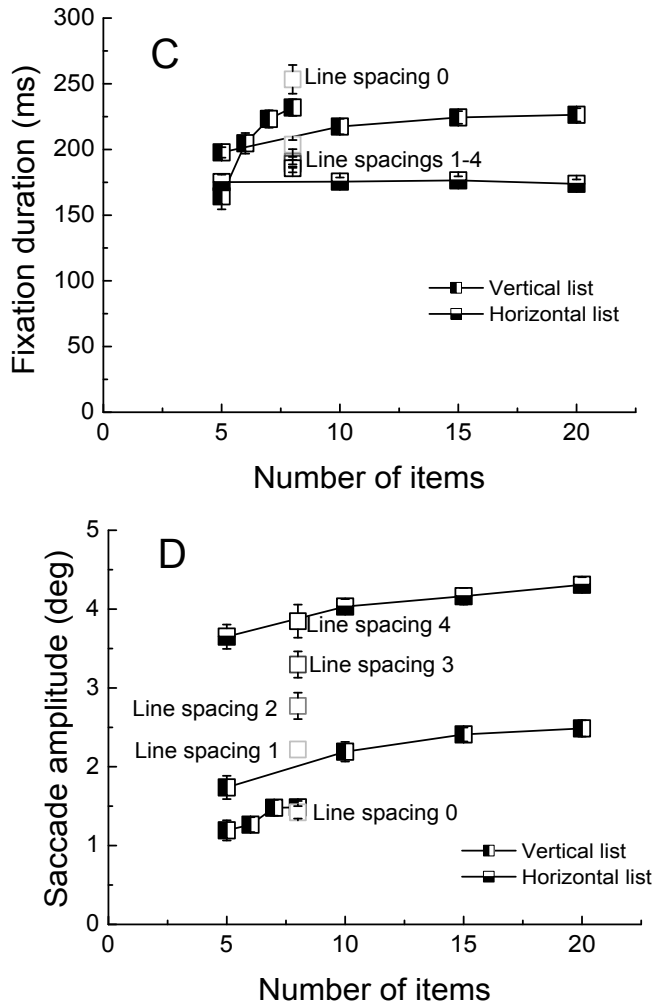 300
250
200
175
150
100
50
0
C
Line spacing 0
Line spacings 1-4
Vertical list
Horizontal list
Fixation duration (ms)
0 5 10 15 20
Number of items
5
4
3
2
1
0
D
Line spacing 4
Line spacing 3
Line spacing 2
Line spacing 1
Line spacing 0
Vertical list
Horizontal list
Saccade amplitude (deg)
0 5 10 15 20
Number of items